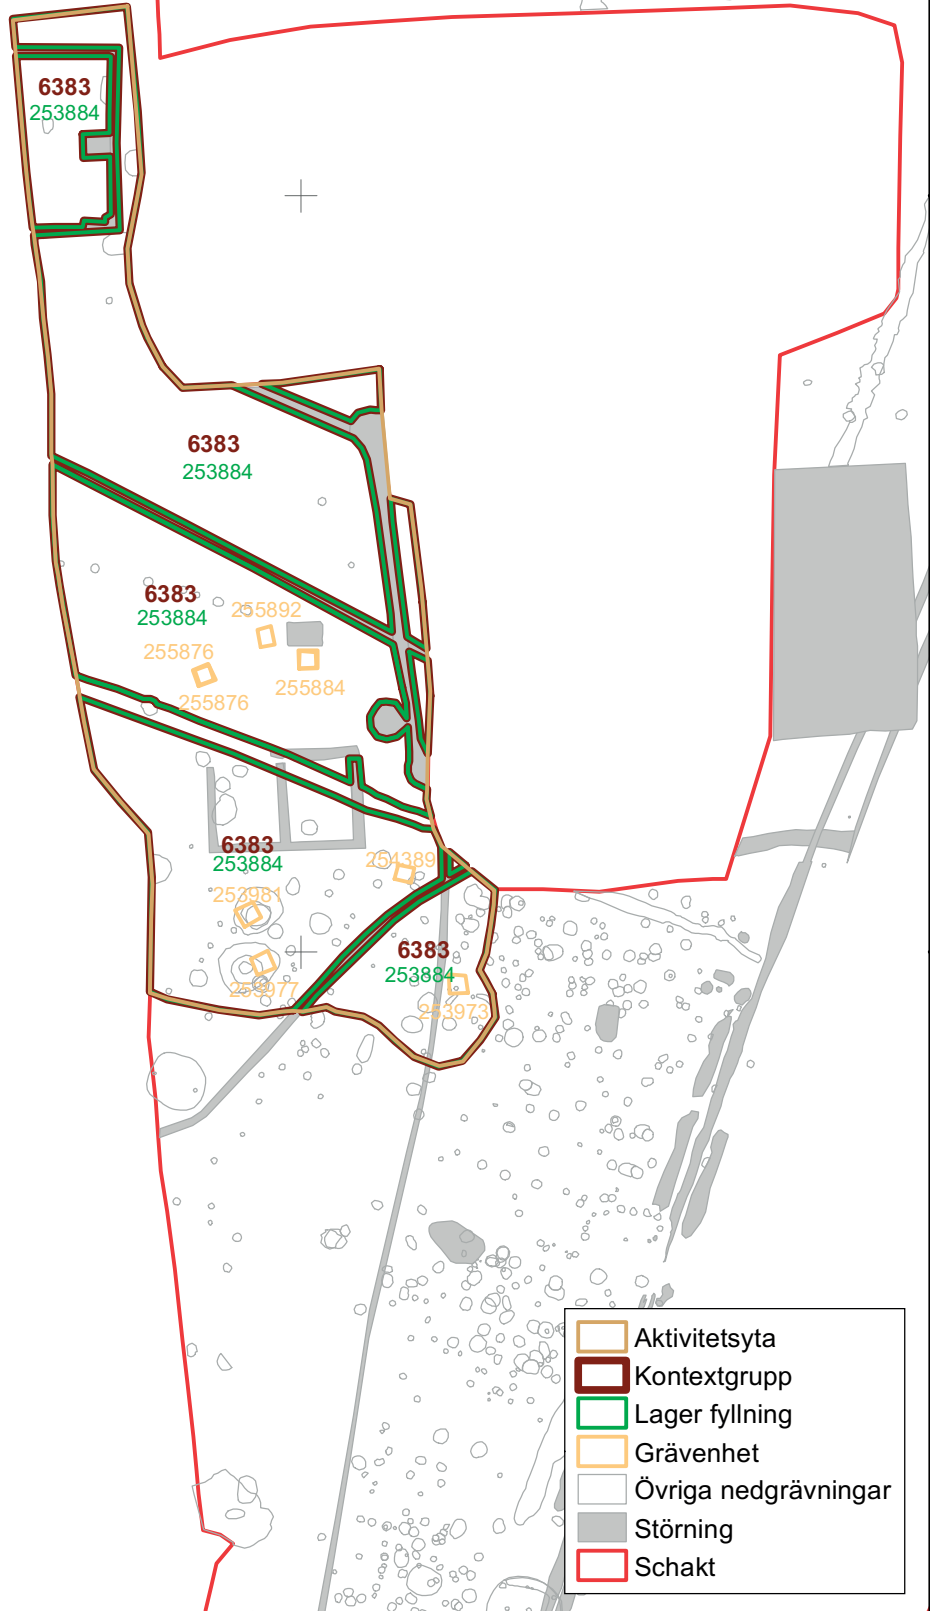 6383
253884
6383
253884
6383
253884
255892
255876
255884
255876
6383
253884
254389
253981
6383
253884
253977
253973
Aktivitetsyta
Kontextgrupp
Lager fyllning
Grävenhet
Övriga nedgrävningar
Störning
Schakt